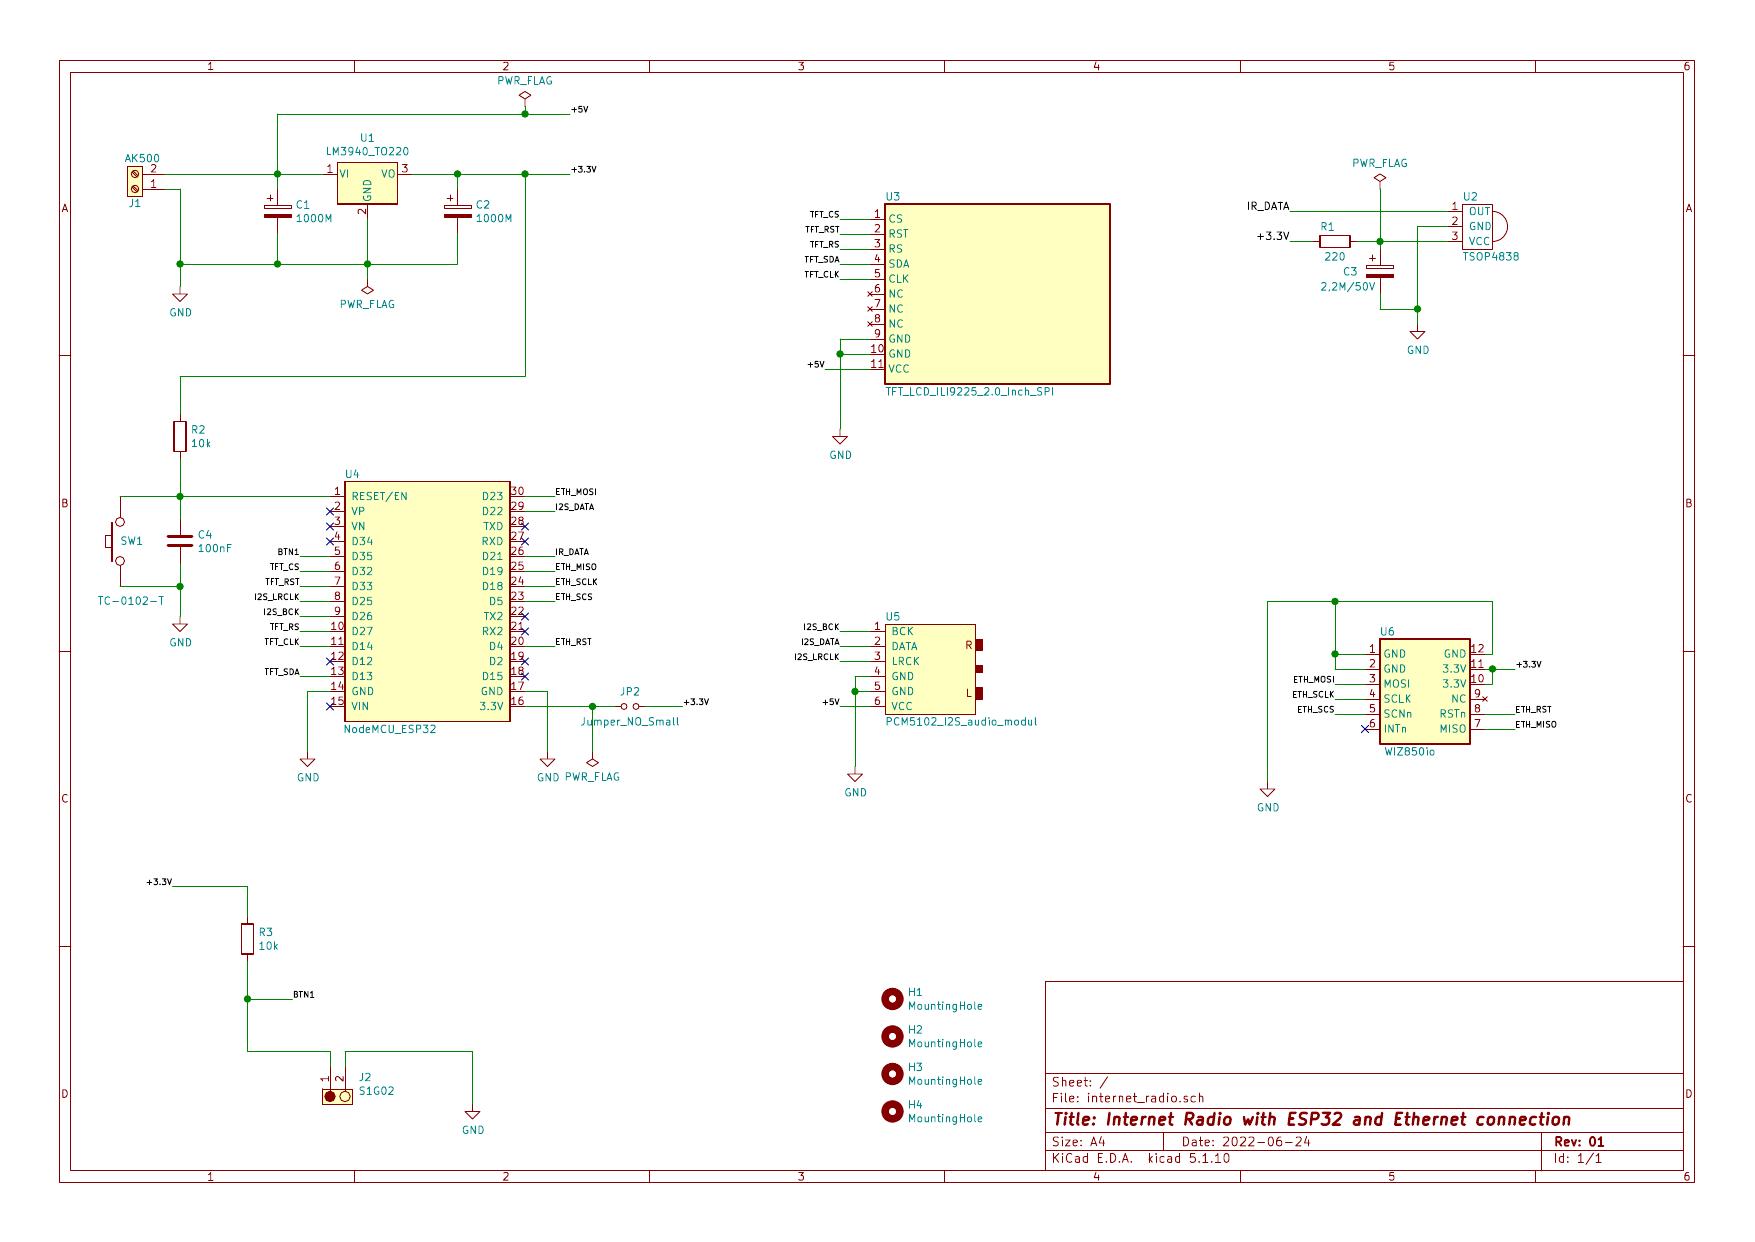 1 2 3 4 5 6
PWR_FLAG
+5V
AK500
2
1
J1
U1
LM3940_TO220
1 VI VO 3
GND
2
+3.3V
+
C1
1000M
+
C2
1000M
GND
PWR_FLAG
A
U3
TFT_CS 1 CS
TFT_RST 2 RST
TFT_RS 3 RS
TFT_SDA 4 SDA
TFT_CLK 5 CLK
6 NC
7 NC
8 NC
9 GND
10 GND
+5V 11 VCC
TFT_LCD_ILI9225_2.0_Inch_SPI
GND
PWR_FLAG
U2
IR_DATA 1 OUT
2 GND
+3.3V R1 3 VCC
220
TSOP4838
+
C3
2,2M/50V
GND
A
R2
10k
B
SW1
TC-0102-T
C4
100nF
GND
U4
1 RESET/EN D23 30 ETH_MOSI
2 VP D22 29 I2S_DATA
3 VN TXD 28
4 D34 RXD 27
BTN1 5 D35 D21 26 IR_DATA
TFT_CS 6 D32 D19 25 ETH_MISO
TFT_RST 7 D33 D18 24 ETH_SCLK
I2S_LRCLK 8 D25 D5 23 ETH_SCS
I2S_BCK 9 D26 TX2 22
TFT_RS 10 D27 RX2 21
TFT_CLK 11 D14 D4 20 ETH_RST
12 D12 D2 19
TFT_SDA 13 D13 D15 18
14 GND GND 17
15 VIN 3.3V 16
NodeMCU_ESP32
JP2
+3.3V
Jumper_NO_Small
GND
GND
PWR_FLAG
U5
I2S_BCK 1 BCK
I2S_DATA 2 DATA R
I2S_LRCLK 3 LRCK
4 GND
5 GND L
+5V 6 VCC
PCM5102_I2S_audio_modul
GND
B
U6
1 GND GND 12
2 GND 3.3V 11 +3.3V
ETH_MOSI 3 MOSI 3.3V 10
ETH_SCLK 4 SCLK NC 9
ETH_SCS 5 SCNn RSTn 8 ETH_RST
6 INTn MISO 7 ETH_MISO
WIZ850io
GND
C
C
+3.3V
R3
10k
BTN1
1 2
J2
S1G02
GND
D
H1
MountingHole
H2
MountingHole
H3
MountingHole
H4
MountingHole
Sheet: /
File: internet_radio.sch
Title: Internet Radio with ESP32 and Ethernet connection
Size: A4 Date: 2022-06-24 Rev: 01
KiCad E.D.A. kicad 5.1.10 Id: 1/1
D
1 2 3 4 5 6